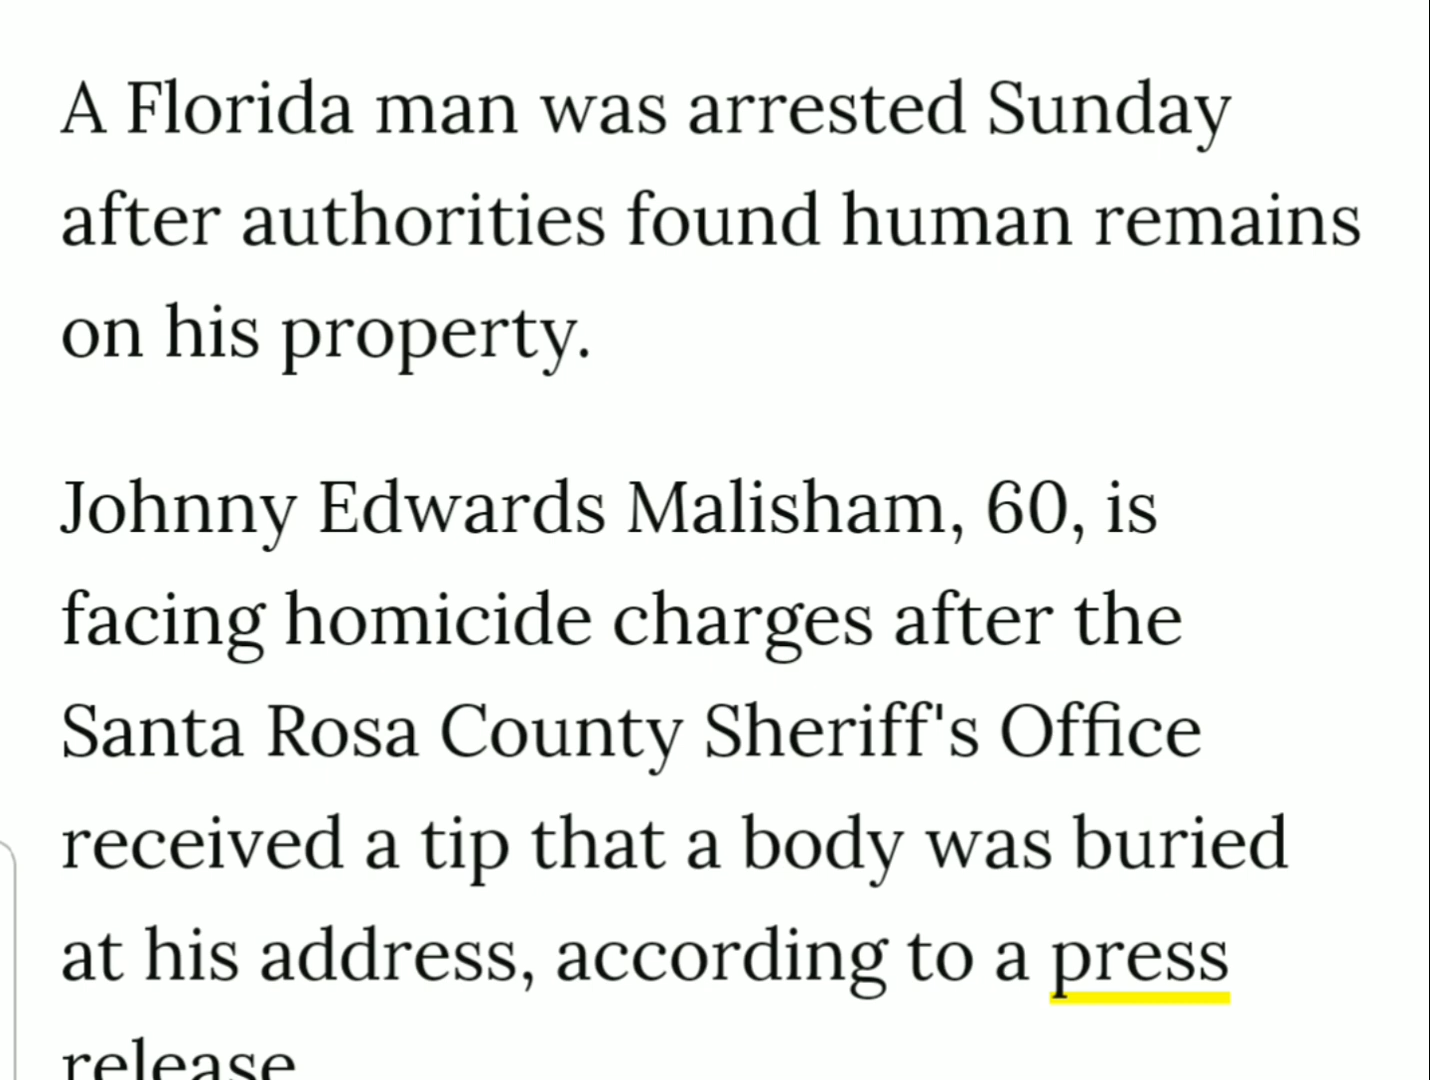 A Florida man was arrested Sunday
after authorities found human remains
on his property.
Johnny Edwards Malisham, 60, is
facing homicide charges after the
Santa Rosa County Sheriff's Office
received a tip that a body was buried
at his address, according to a press
release